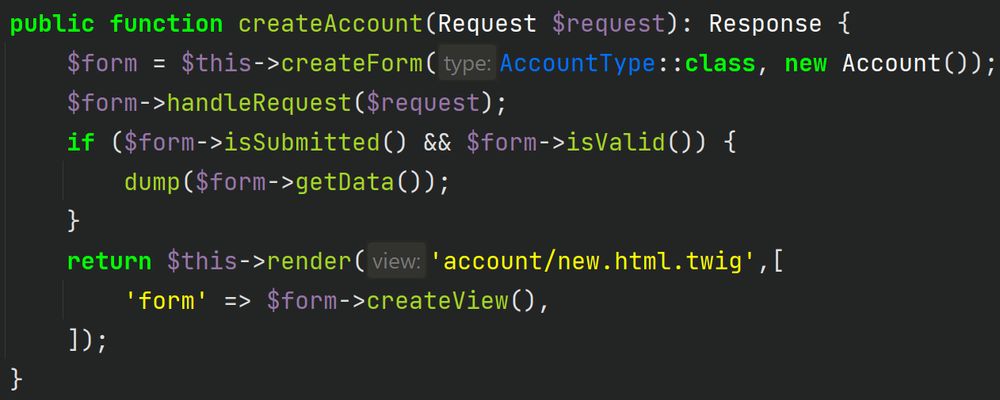 public function createAccount(Request $request): Response {
    $form = $this->createForm( type: AccountType::class, new Account());
    $form->handleRequest($request);
    if ($form->isSubmitted() && $form->isValid()) {
        dump($form->getData());
    }
    return $this->render( view: 'account/new.html.twig',[
        'form' => $form->createView(),
    ]);
}